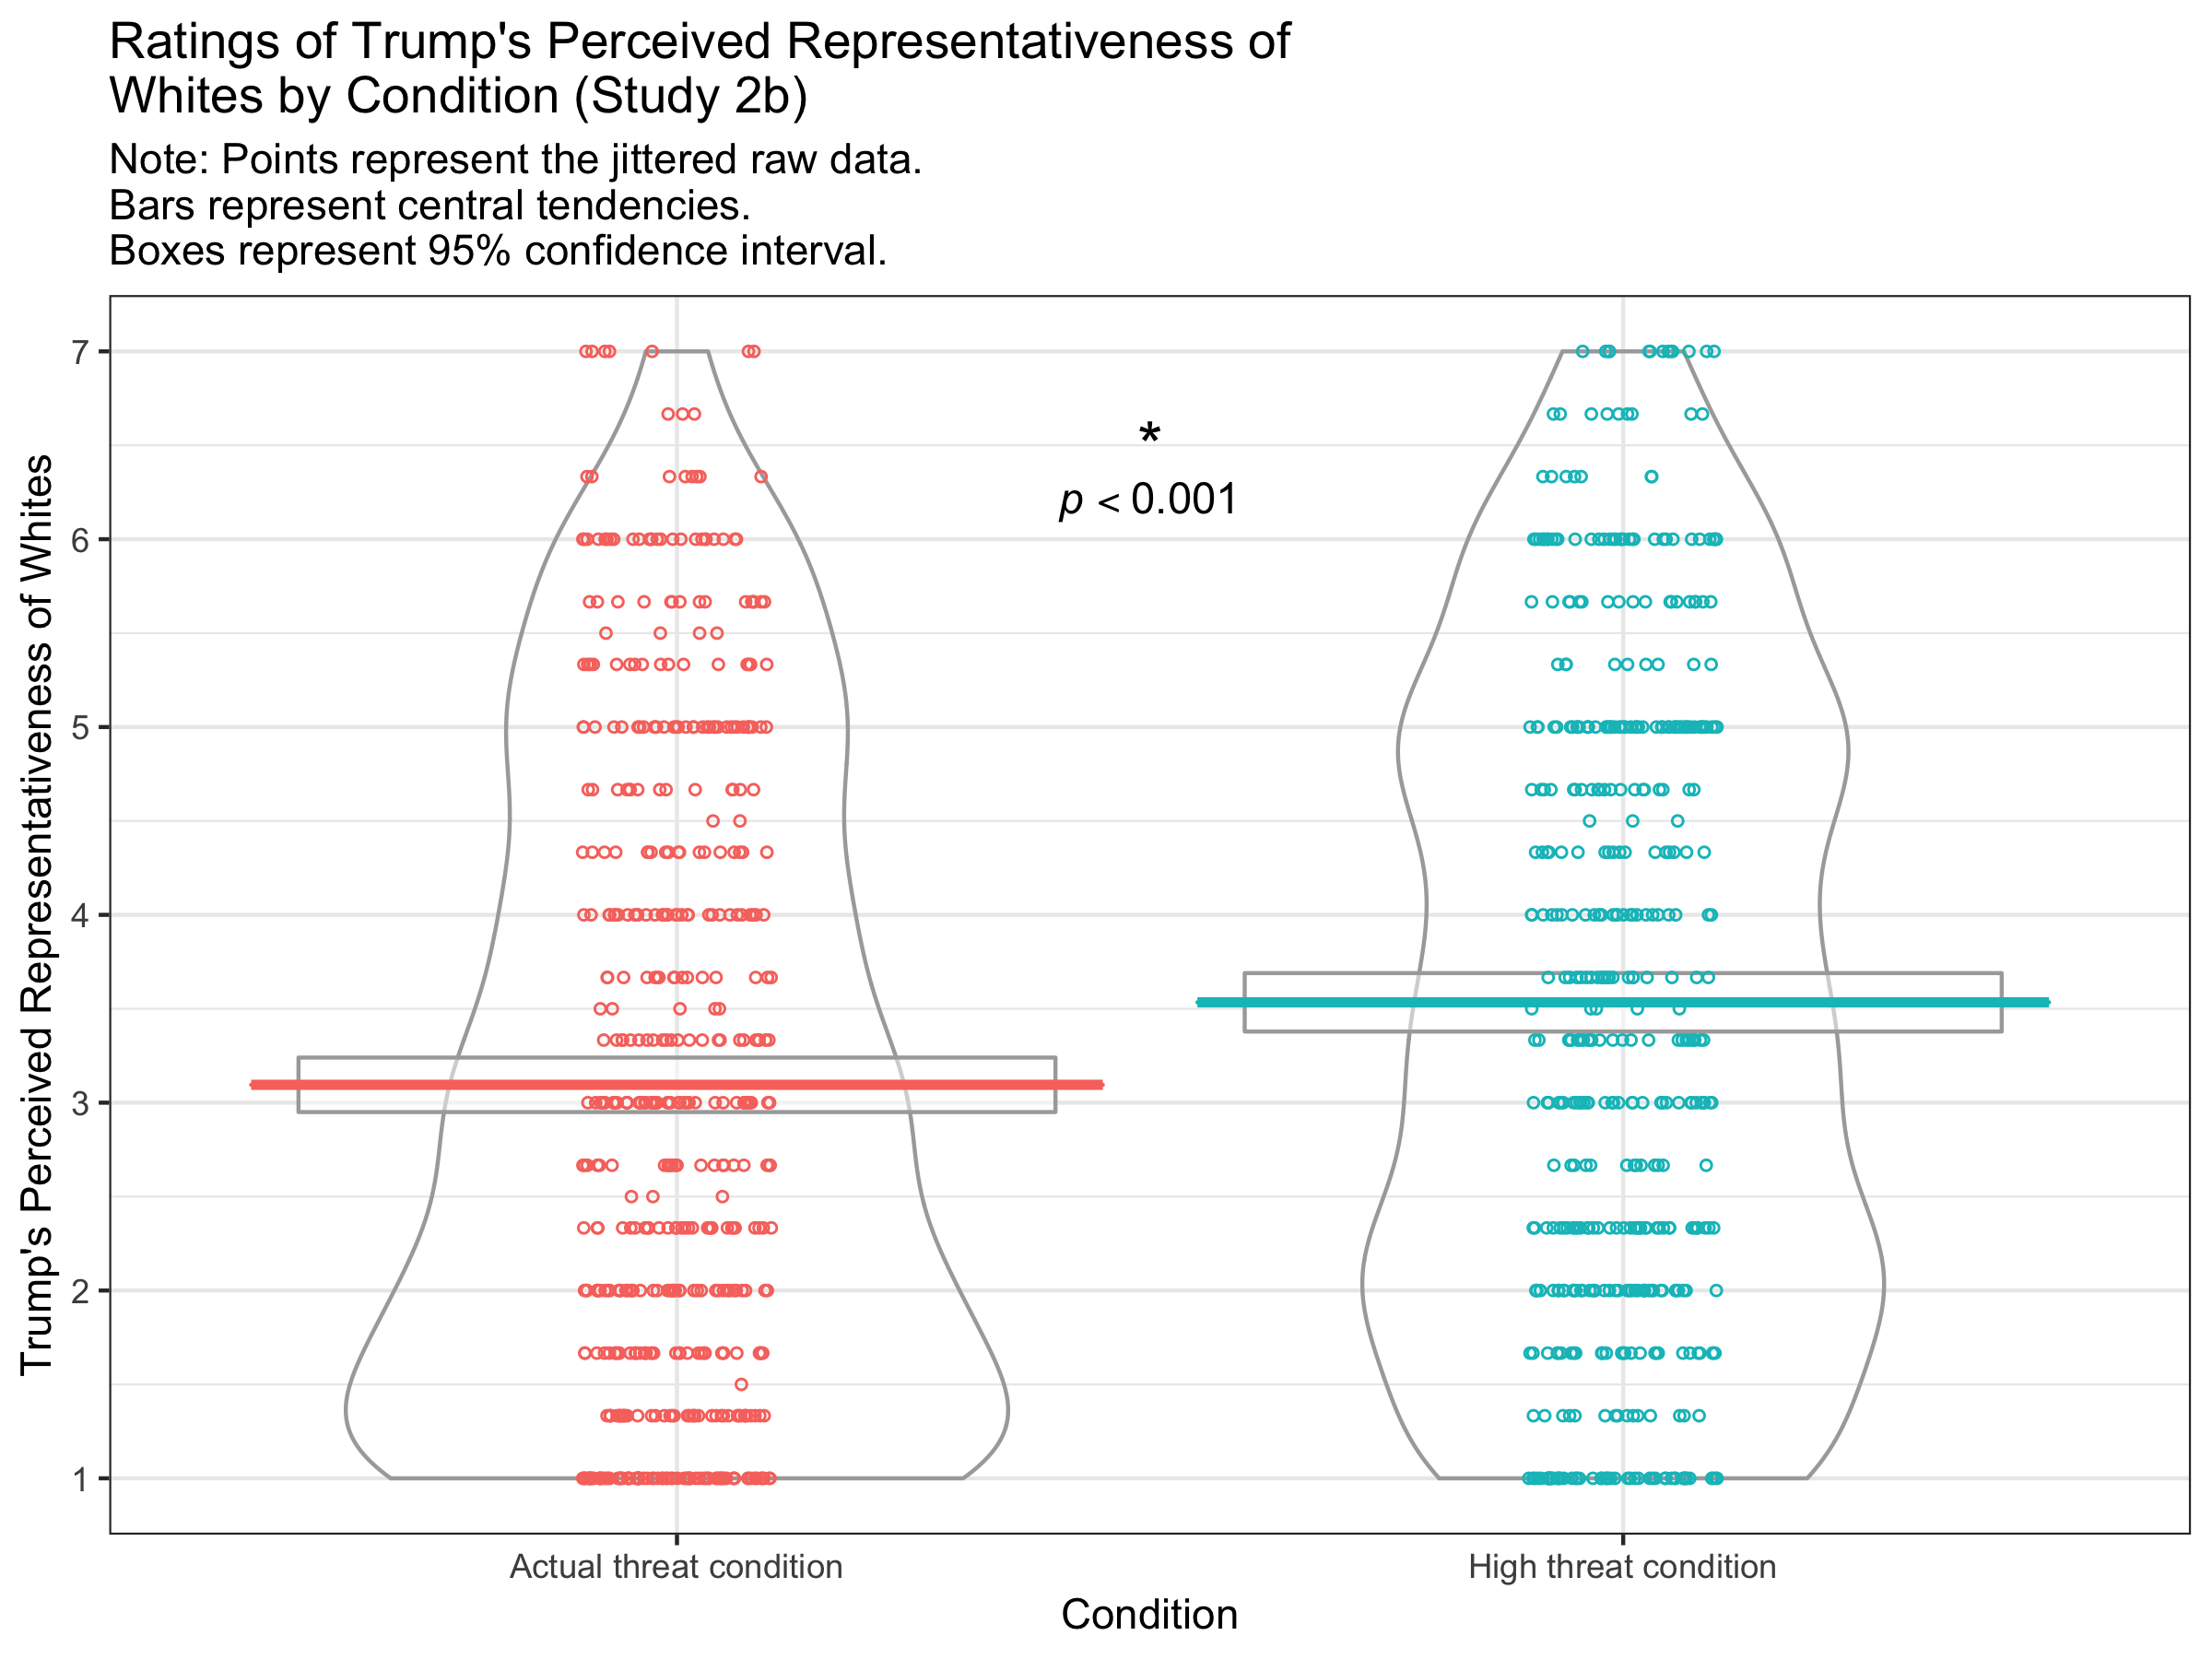 Ratings of Trump's Perceived Representativeness of
Whites by Condition (Study 2b)
Note: Points represent the jittered raw data.
Bars represent central tendencies.
Boxes represent 95% confidence interval.
Trump's Perceived Representativeness of Whites
7
6
5
4
3
2
1
*
p < 0.001
Actual threat condition
High threat condition
Condition